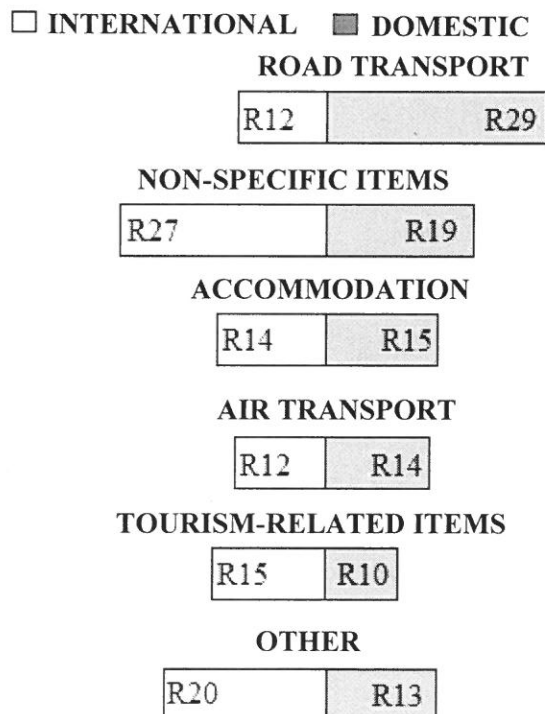 INTERNATIONAL DOMESTIC
ROAD TRANSPORT
R12 R29
NON-SPECIFIC ITEMS
R27 R19
ACCOMMODATION
R14 R15
AIR TRANSPORT
R12 R14
TOURISM-RELATED ITEMS
R15 R10
OTHER
R20 R13